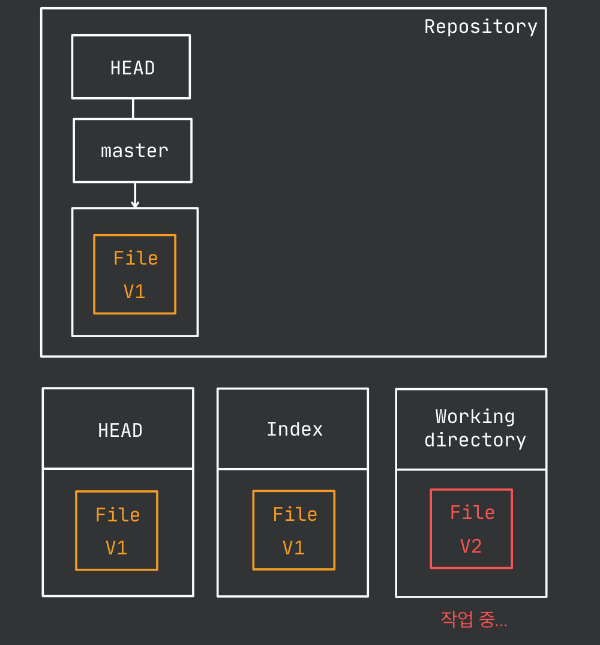 Repository
HEAD
master
File
V1
HEAD
Index
Working
directory
File
V1
File
V1
File
V2
작업 중...